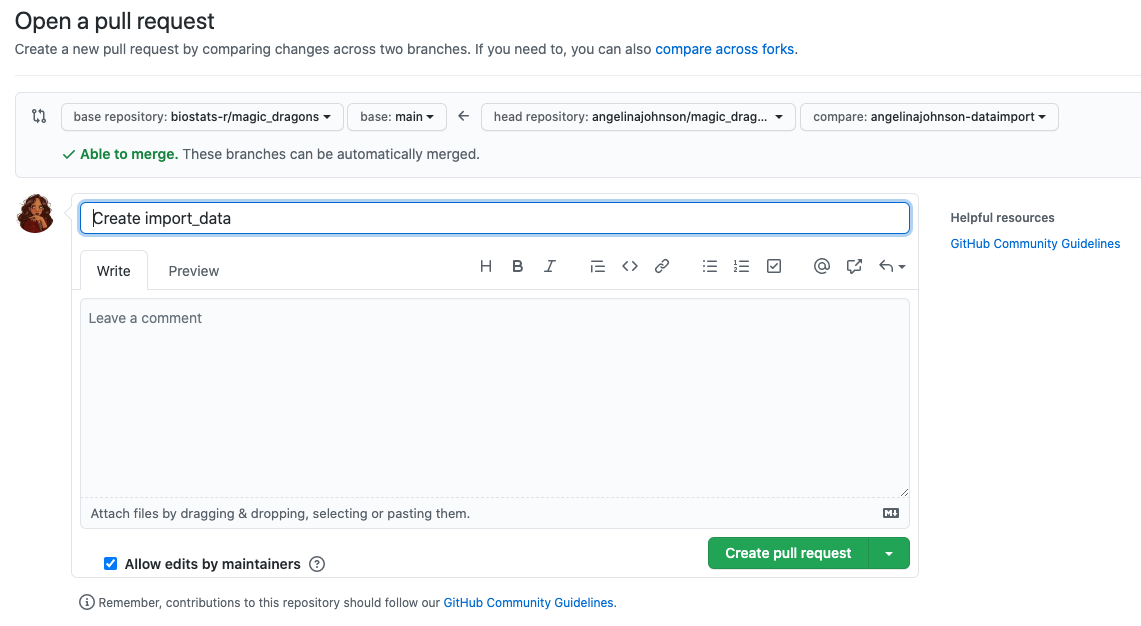 Open a pull request
Create a new pull request by comparing changes across two branches. If you need to, you can also compare across forks.
base repository: biostats-r/magic_dragons base: main head repository: angelinajohnson/magic_drag... compare: angelinajohnson-dataimport
Able to merge. These branches can be automatically merged.
Create import_data
Helpful resources
GitHub Community Guidelines
Write Preview
Leave a comment
Attach files by dragging & dropping, selecting or pasting them.
Allow edits by maintainers
Create pull request
Remember, contributions to this repository should follow our GitHub Community Guidelines.